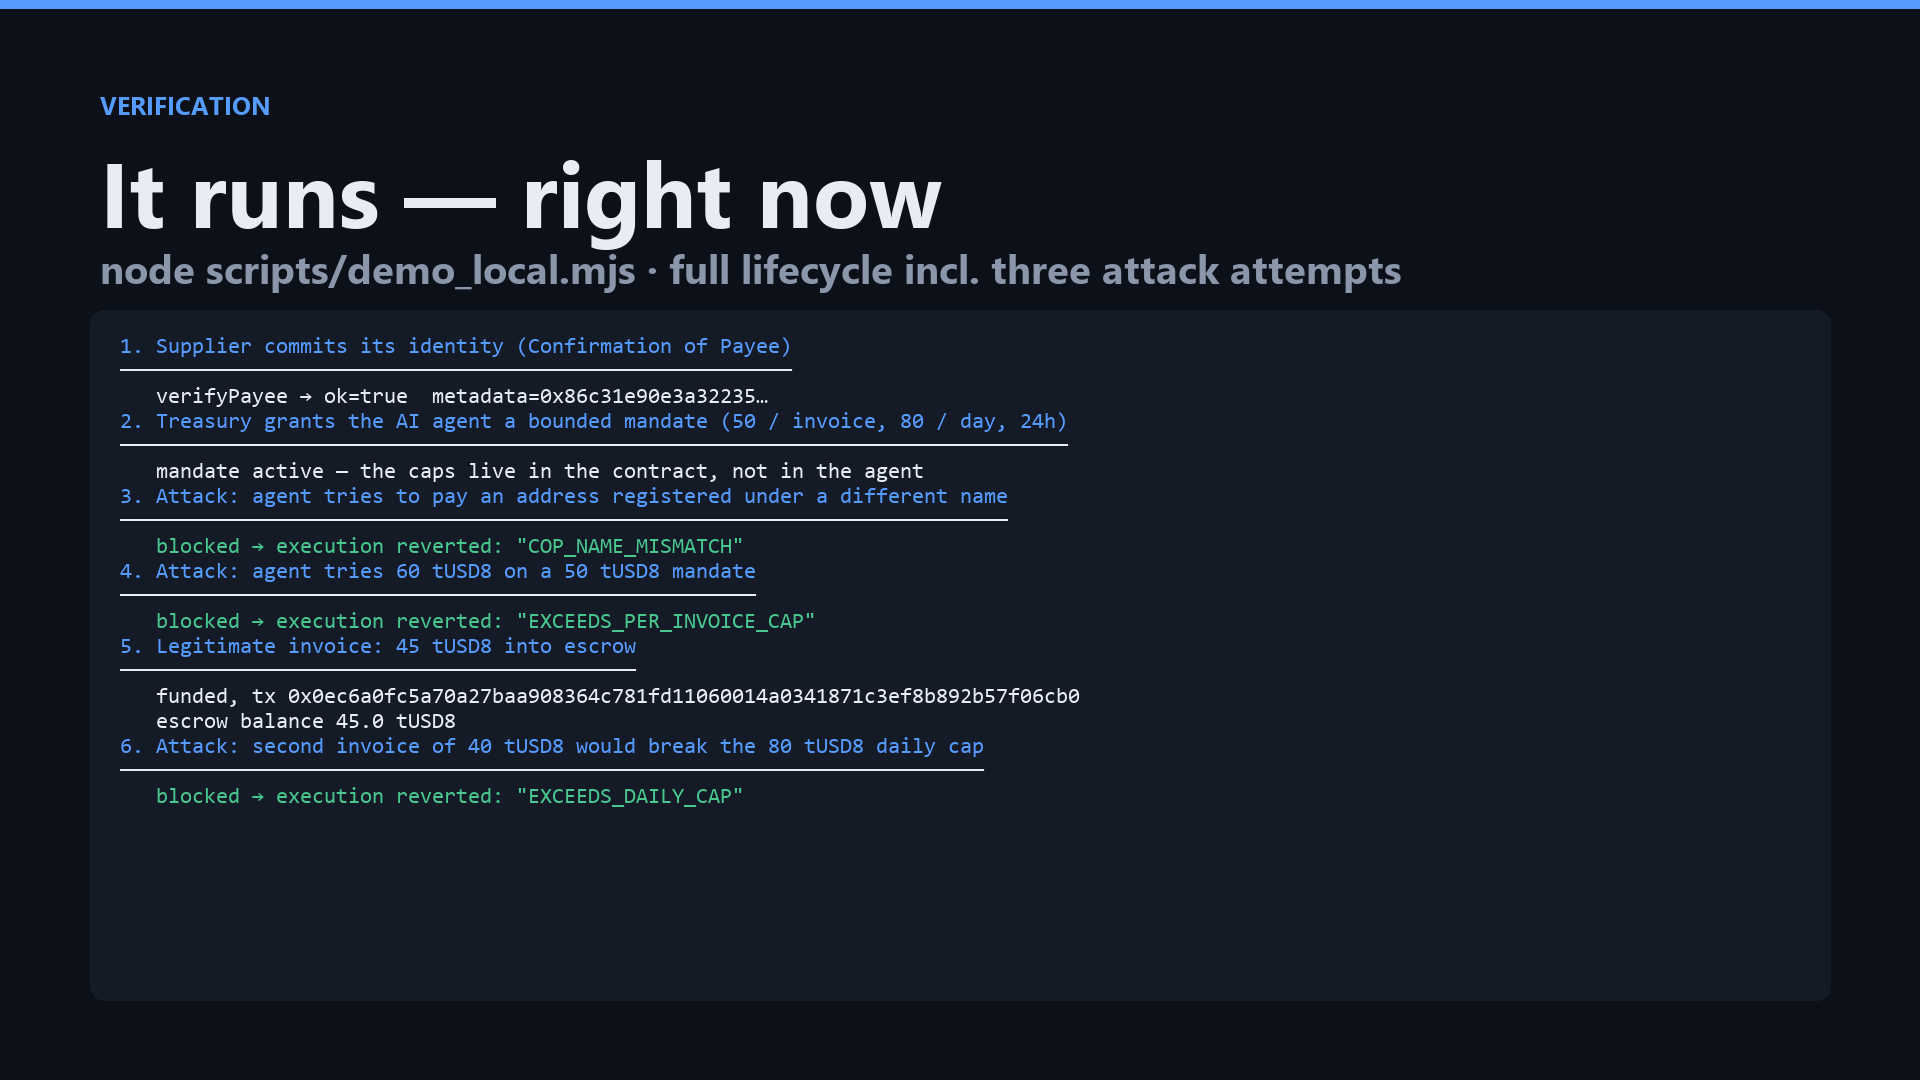 VERIFICATION
It runs — right now
node scripts/demo_local.mjs · full lifecycle incl. three attack attempts
1. Supplier commits its identity (Confirmation of Payee)
verifyPayee → ok=true  metadata=0x86c31e90e3a32235…
2. Treasury grants the AI agent a bounded mandate (50 / invoice, 80 / day, 24h)
mandate active — the caps live in the contract, not in the agent
3. Attack: agent tries to pay an address registered under a different name
blocked → execution reverted: "COP_NAME_MISMATCH"
4. Attack: agent tries 60 tUSD8 on a 50 tUSD8 mandate
blocked → execution reverted: "EXCEEDS_PER_INVOICE_CAP"
5. Legitimate invoice: 45 tUSD8 into escrow
funded, tx 0x0ec6a0fc5a70a27baa908364c781fd11060014a0341871c3ef8b892b57f06cb0
escrow balance 45.0 tUSD8
6. Attack: second invoice of 40 tUSD8 would break the 80 tUSD8 daily cap
blocked → execution reverted: "EXCEEDS_DAILY_CAP"